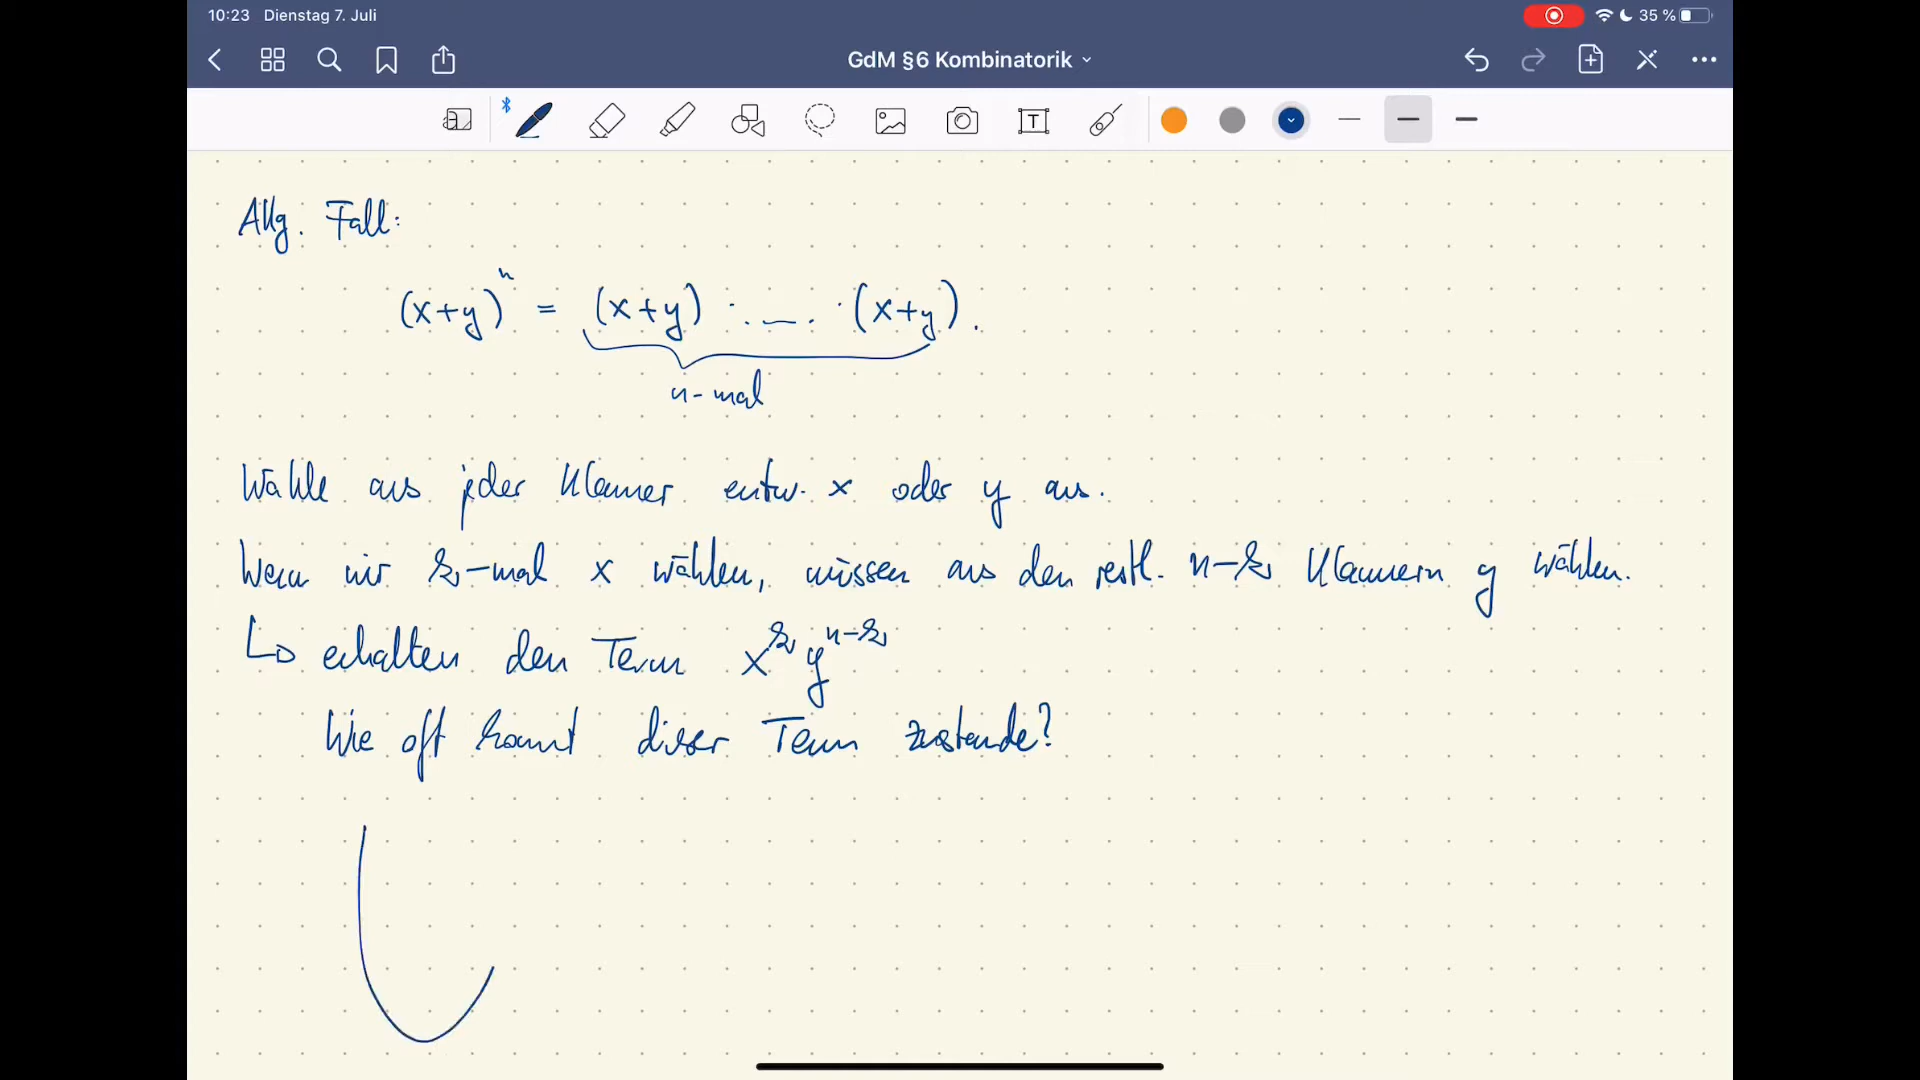 10:23 Dienstag 7. Juli 35 %
GdM §6 Kombinatorik
Allg. Fall:
(x+y)^n = (x+y) · ... · (x+y).
n-mal
Wähle aus jeder Klammer entw. x oder y aus.
Wenn wir k-mal x wählen, müssen aus den restl. n-k Klammern y wählen.
↳ erhalten den Term x^k y^{n-k}
Wie oft kommt dieser Term zustande?